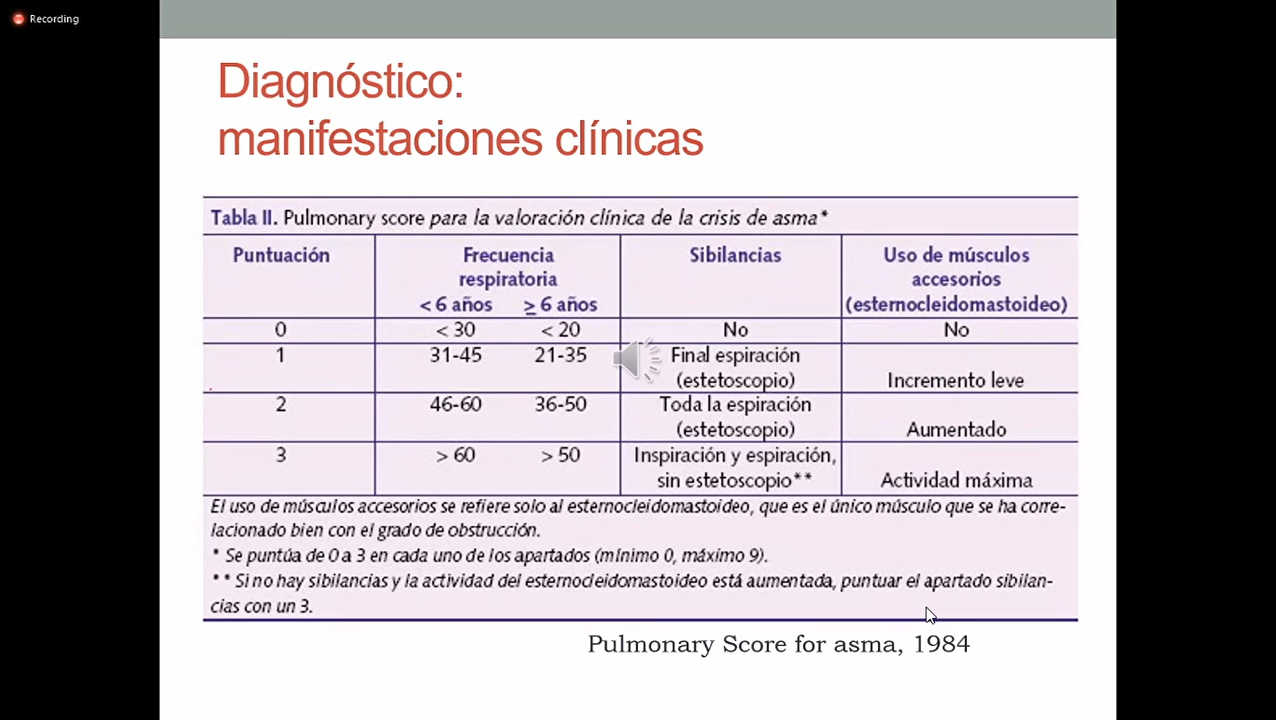 Recording
Diagnóstico:
manifestaciones clínicas
Tabla II. Pulmonary score para la valoración clínica de la crisis de asma*
Puntuación Frecuencia Sibilancias Uso de músculos
respiratoria accesorios
< 6 años ≥ 6 años (esternocleidomastoideo)
0 < 30 < 20 No No
1 31-45 21-35 Final espiración
(estetoscopio) Incremento leve
2 46-60 36-50 Toda la espiración
(estetoscopio) Aumentado
3 > 60 > 50 Inspiración y espiración,
sin estetoscopio** Actividad máxima
El uso de músculos accesorios se refiere solo al esternocleidomastoideo, que es el único músculo que se ha corre-
lacionado bien con el grado de obstrucción.
* Se puntúa de 0 a 3 en cada uno de los apartados (mínimo 0, máximo 9).
** Si no hay sibilancias y la actividad del esternocleidomastoideo está aumentada, puntuar el apartado sibilan-
cias con un 3.
Pulmonary Score for asma, 1984